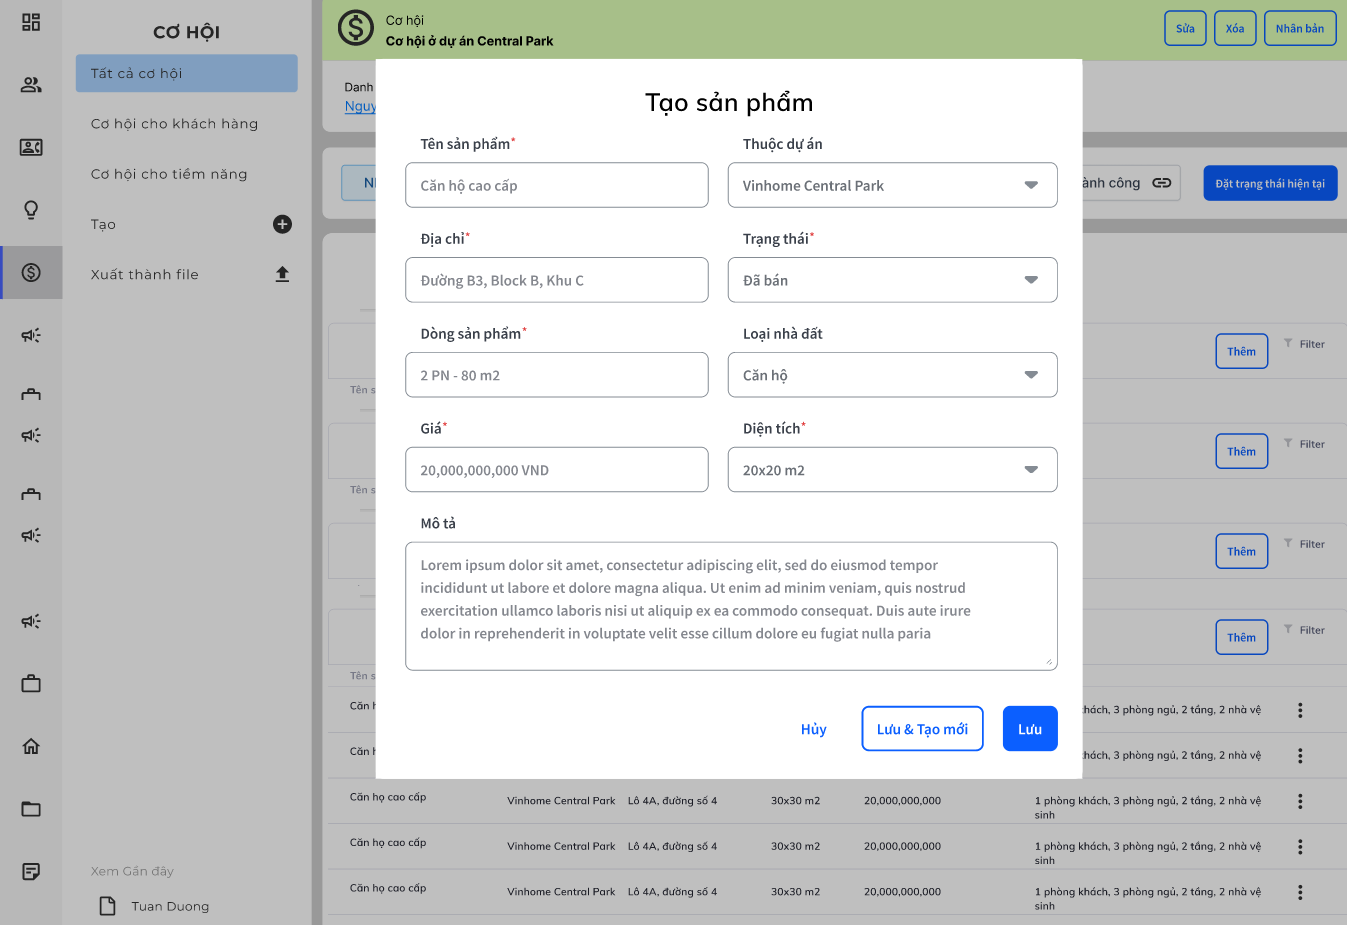 CƠ HỘI
Tất cả cơ hội
Cơ hội cho khách hàng
Cơ hội cho tiềm năng
Tạo
Xuất thành file
Xem Gần đây
Tuan Duong
Cơ hội
Cơ hội ở dự án Central Park
Sửa
Xóa
Nhân bản
Danh
Nguy
ành công
Đặt trạng thái hiện tại
Tạo sản phẩm
Tên sản phẩm*
Thuộc dự án
Căn hộ cao cấp
Vinhome Central Park
Địa chỉ*
Trạng thái*
Đường B3, Block B, Khu C
Đã bán
Dòng sản phẩm*
Loại nhà đất
2 PN - 80 m2
Căn hộ
Giá*
Diện tích*
20,000,000,000 VND
20x20 m2
Mô tả
Lorem ipsum dolor sit amet, consectetur adipiscing elit, sed do eiusmod tempor
incididunt ut labore et dolore magna aliqua. Ut enim ad minim veniam, quis nostrud
exercitation ullamco laboris nisi ut aliquip ex ea commodo consequat. Duis aute irure
dolor in reprehenderit in voluptate velit esse cillum dolore eu fugiat nulla paria
Hủy
Lưu & Tạo mới
Lưu
Thêm
Filter
Tên s
Thêm
Filter
Tên s
Thêm
Filter
Thêm
Filter
Tên s
Căn h
khách, 3 phòng ngủ, 2 tầng, 2 nhà vệ
Căn h
khách, 3 phòng ngủ, 2 tầng, 2 nhà vệ
Căn họ cao cấp
Vinhome Central Park
Lô 4A, đường số 4
30x30 m2
20,000,000,000
1 phòng khách, 3 phòng ngủ, 2 tầng, 2 nhà vệ
sinh
Căn họ cao cấp
Vinhome Central Park
Lô 4A, đường số 4
30x30 m2
20,000,000,000
1 phòng khách, 3 phòng ngủ, 2 tầng, 2 nhà vệ
sinh
Căn họ cao cấp
Vinhome Central Park
Lô 4A, đường số 4
30x30 m2
20,000,000,000
1 phòng khách, 3 phòng ngủ, 2 tầng, 2 nhà vệ
sinh